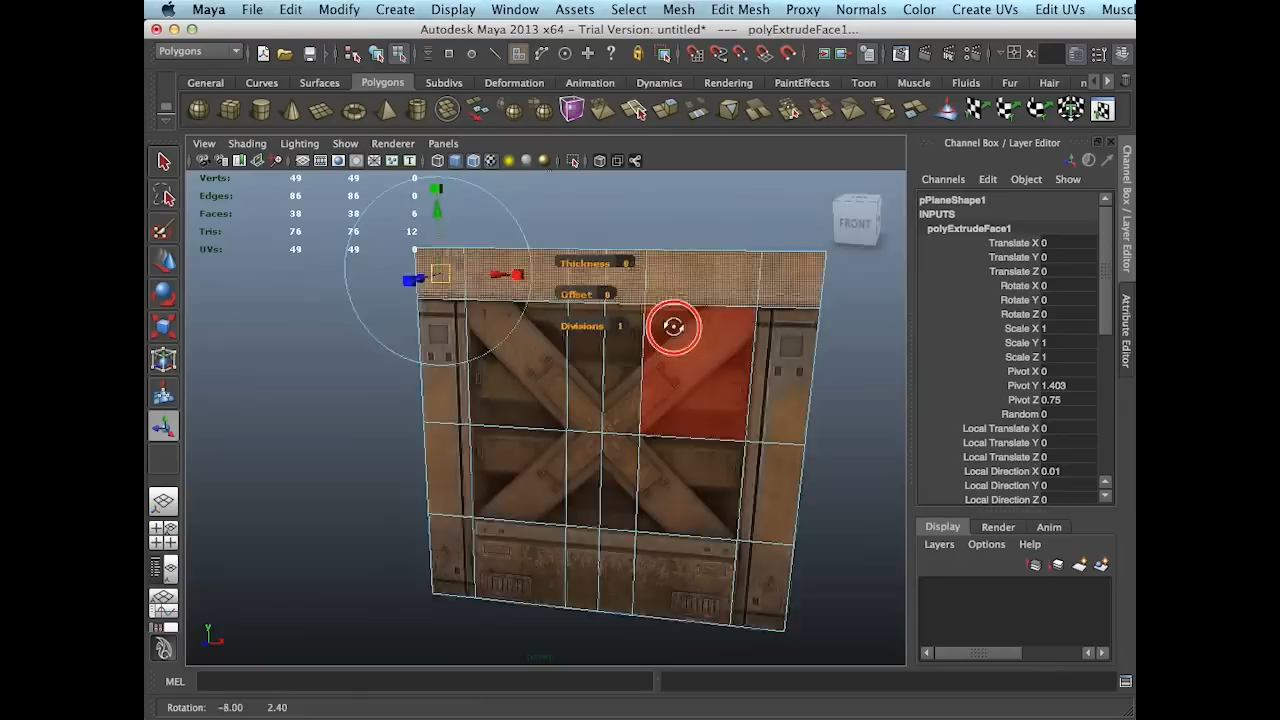 Maya File Edit Modify Create Display Window Assets Select Mesh Edit Mesh Proxy Normals Color Create UVs Edit UVs Musc
Autodesk Maya 2013 x64 - Trial Version: untitled* --- polyExtrudeFace1...
Polygons X:
General Curves Surfaces Polygons Subdivs Deformation Animation Dynamics Rendering PaintEffects Toon Muscle Fluids Fur Hair n
View Shading Lighting Show Renderer Panels
Verts: 49 49 0
Edges: 86 86 0
Faces: 38 38 6
Tris: 76 76 12
UVs: 49 49 0
FRONT
Thickness 0
Offset 0
Divisions 1
y
Channel Box / Layer Editor
Channels Edit Object Show
pPlaneShape1
INPUTS
polyExtrudeFace1
Translate X 0
Translate Y 0
Translate Z 0
Rotate X 0
Rotate Y 0
Rotate Z 0
Scale X 1
Scale Y 1
Scale Z 1
Pivot X 0
Pivot Y 1.403
Pivot Z 0.75
Random 0
Local Translate X 0
Local Translate Y 0
Local Translate Z 0
Local Direction X 0.01
Local Direction Y 0
Local Direction Z 0
Display Render Anim
Layers Options Help
Channel Box / Layer Editor
Attribute Editor
MEL
Rotation: -8.00 2.40